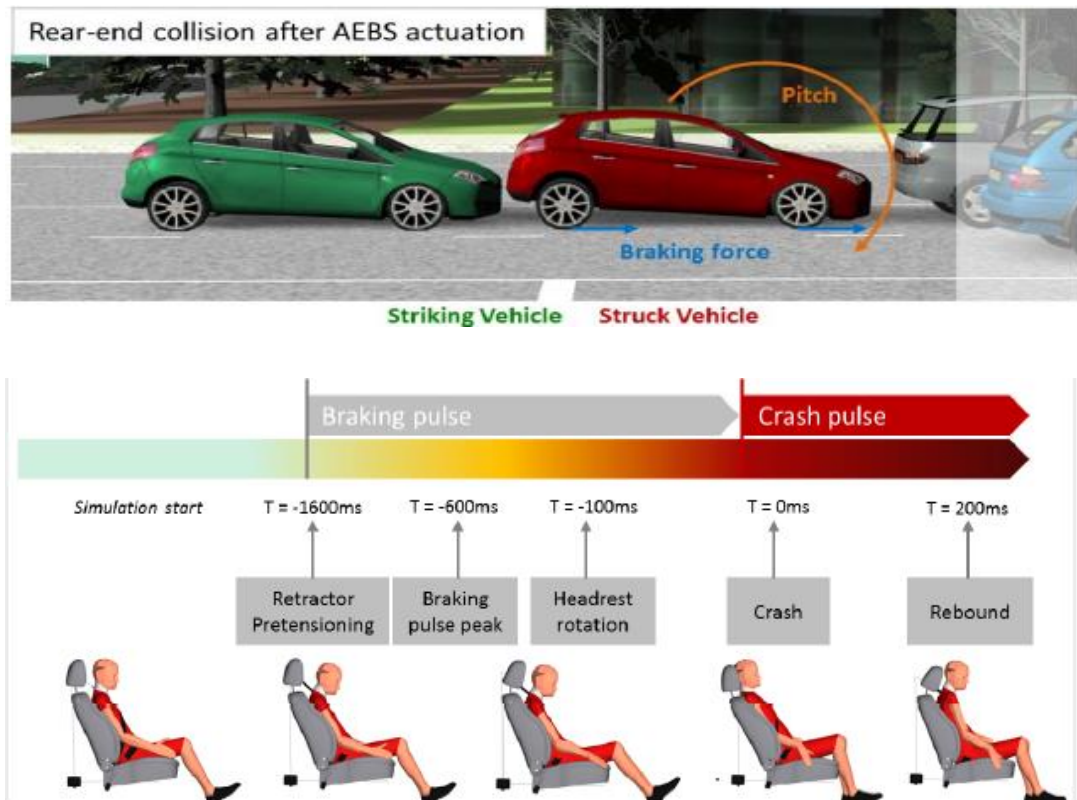 Rear-end collision after AEBS actuation
Pitch
Braking force
Striking Vehicle Struck Vehicle
Braking pulse Crash pulse
Simulation start T = -1600ms T = -600ms T = -100ms T = 0ms T = 200ms
Retractor Braking Headrest Crash Rebound
Pretensioning pulse peak rotation